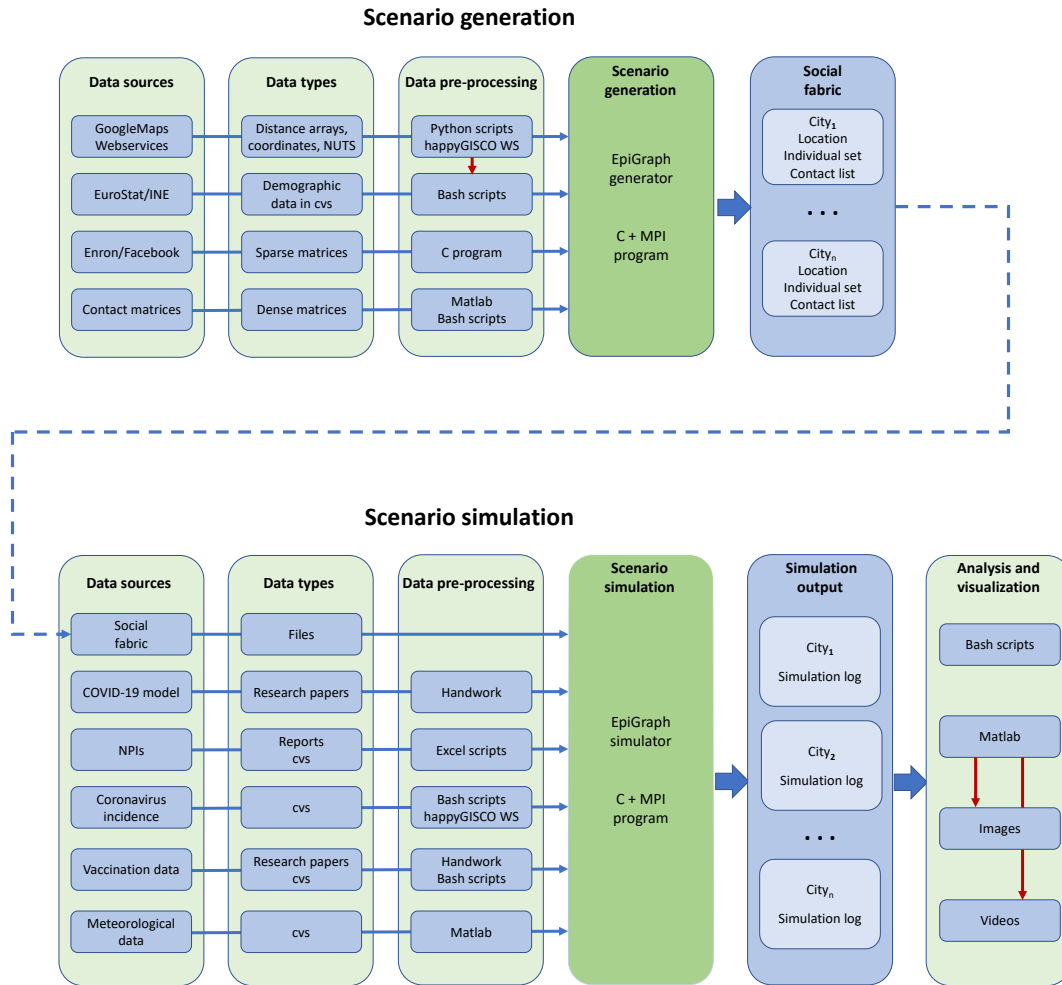 Scenario generation
Data sources
GoogleMaps
Webservices
EuroStat/INE
Enron/Facebook
Contact matrices
Data types
Distance arrays,
coordinates, NUTS
Demographic
data in cvs
Sparse matrices
Dense matrices
Data pre-processing
Python scripts
happyGISCO WS
Bash scripts
C program
Matlab
Bash scripts
Scenario
generation
EpiGraph
generator
C + MPI
program
Social
fabric
City1
Location
Individual set
Contact list
...
Cityn
Location
Individual set
Contact list
Scenario simulation
Data sources
Social
fabric
COVID-19 model
NPIs
Coronavirus
incidence
Vaccination data
Meteorological
data
Data types
Files
Research papers
Reports
cvs
cvs
Research papers
cvs
cvs
Data pre-processing
Handwork
Excel scripts
Bash scripts
happyGISCO WS
Handwork
Bash scripts
Matlab
Scenario
simulation
EpiGraph
simulator
C + MPI
program
Simulation
output
City1
Simulation log
City2
Simulation log
...
Cityn
Simulation log
Analysis and
visualization
Bash scripts
Matlab
Images
Videos